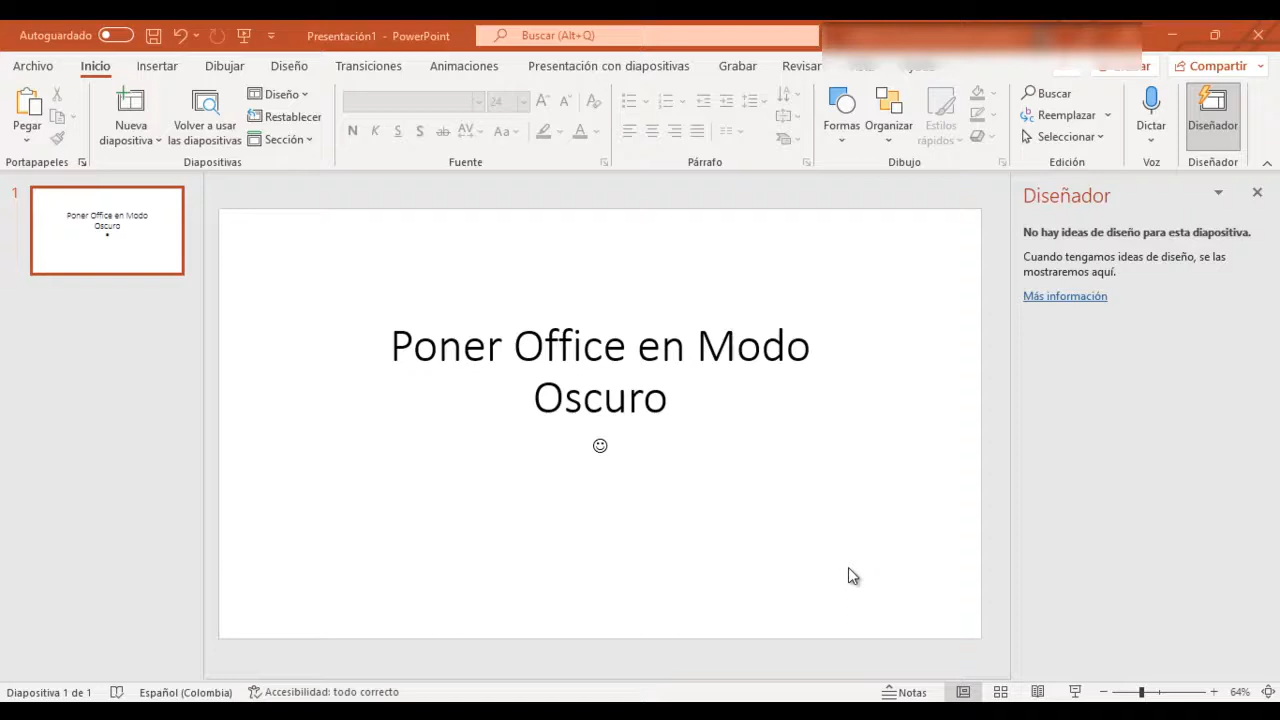 Autoguardado
Presentación1 - PowerPoint
Buscar (Alt+Q)
Archivo Inicio Insertar Dibujar Diseño Transiciones Animaciones Presentación con diapositivas Grabar Revisar
Compartir
Pegar
Portapapeles
Nueva diapositiva
Volver a usar las diapositivas
Diseño
Restablecer
Sección
Diapositivas
24
N K S S ab AV Aa A
Fuente
Párrafo
Formas
Organizar
Estilos rápidos
Dibujo
Buscar
Reemplazar
Seleccionar
Edición
Dictar
Voz
Diseñador
Diseñador
1
Poner Office en Modo
Oscuro
Poner Office en Modo
Oscuro
☺
Diseñador
No hay ideas de diseño para esta diapositiva.
Cuando tengamos ideas de diseño, se las
mostraremos aquí.
Más información
Diapositiva 1 de 1 Español (Colombia) Accesibilidad: todo correcto Notas 64%